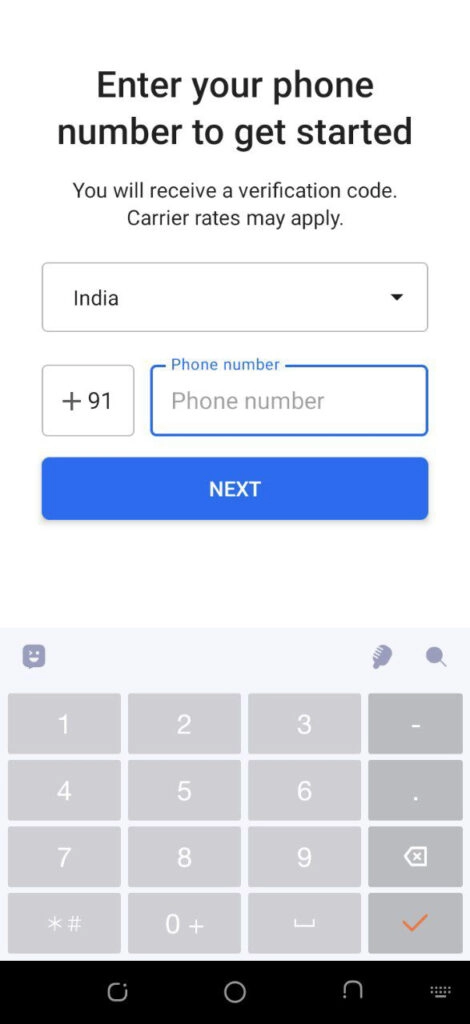 Enter your phone
number to get started
You will receive a verification code.
Carrier rates may apply.
India
Phone number
+ 91
Phone number
NEXT
1 2 3 -
4 5 6 .
7 8 9
*# 0 +